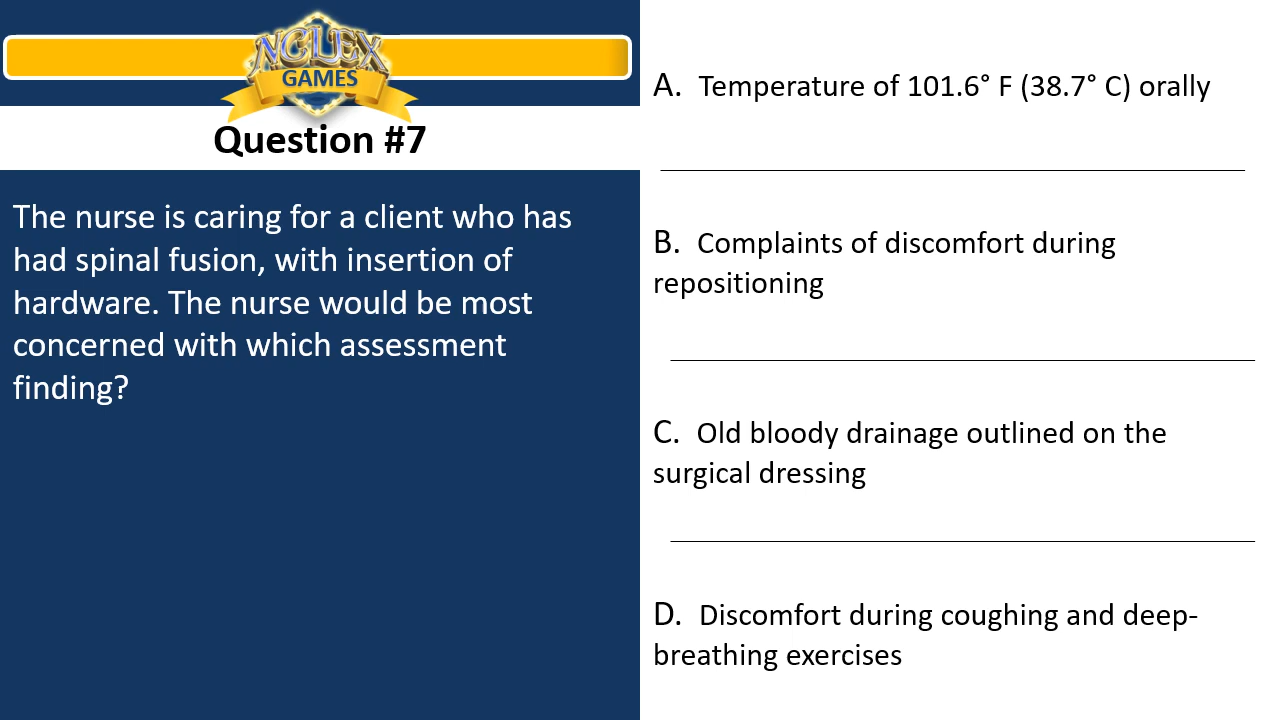 NCLEX
GAMES
Question #7
The nurse is caring for a client who has
had spinal fusion, with insertion of
hardware. The nurse would be most
concerned with which assessment
finding?
A. Temperature of 101.6° F (38.7° C) orally
B. Complaints of discomfort during
repositioning
C. Old bloody drainage outlined on the
surgical dressing
D. Discomfort during coughing and deep-
breathing exercises